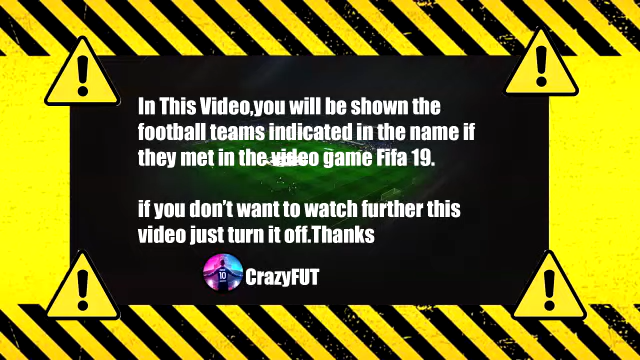 In This Video,you will be shown the
football teams indicated in the name if
they met in the video game Fifa 19.
if you don't want to watch further this
video just turn it off.Thanks
10
CrazyFUT